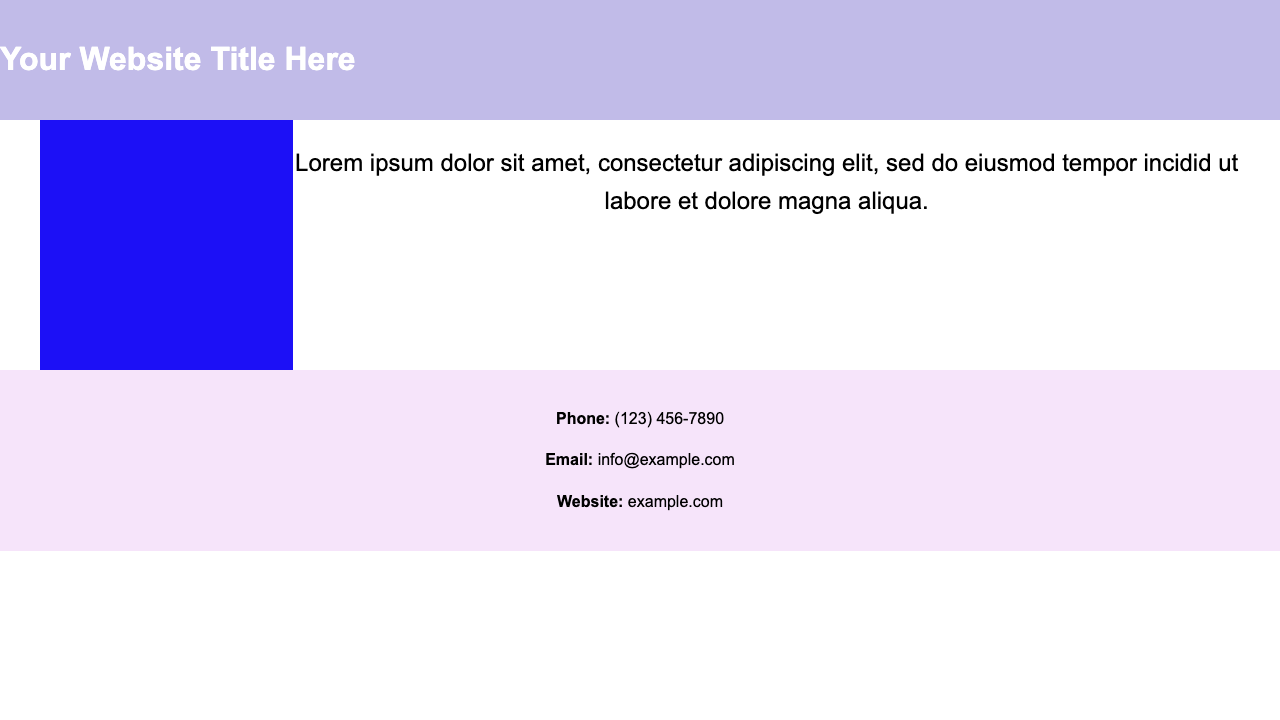 Your Website Title Here
Lorem ipsum dolor sit amet, consectetur adipiscing elit, sed do eiusmod tempor incidid ut
labore et dolore magna aliqua.
Phone: (123) 456-7890
Email: info@example.com
Website: example.com